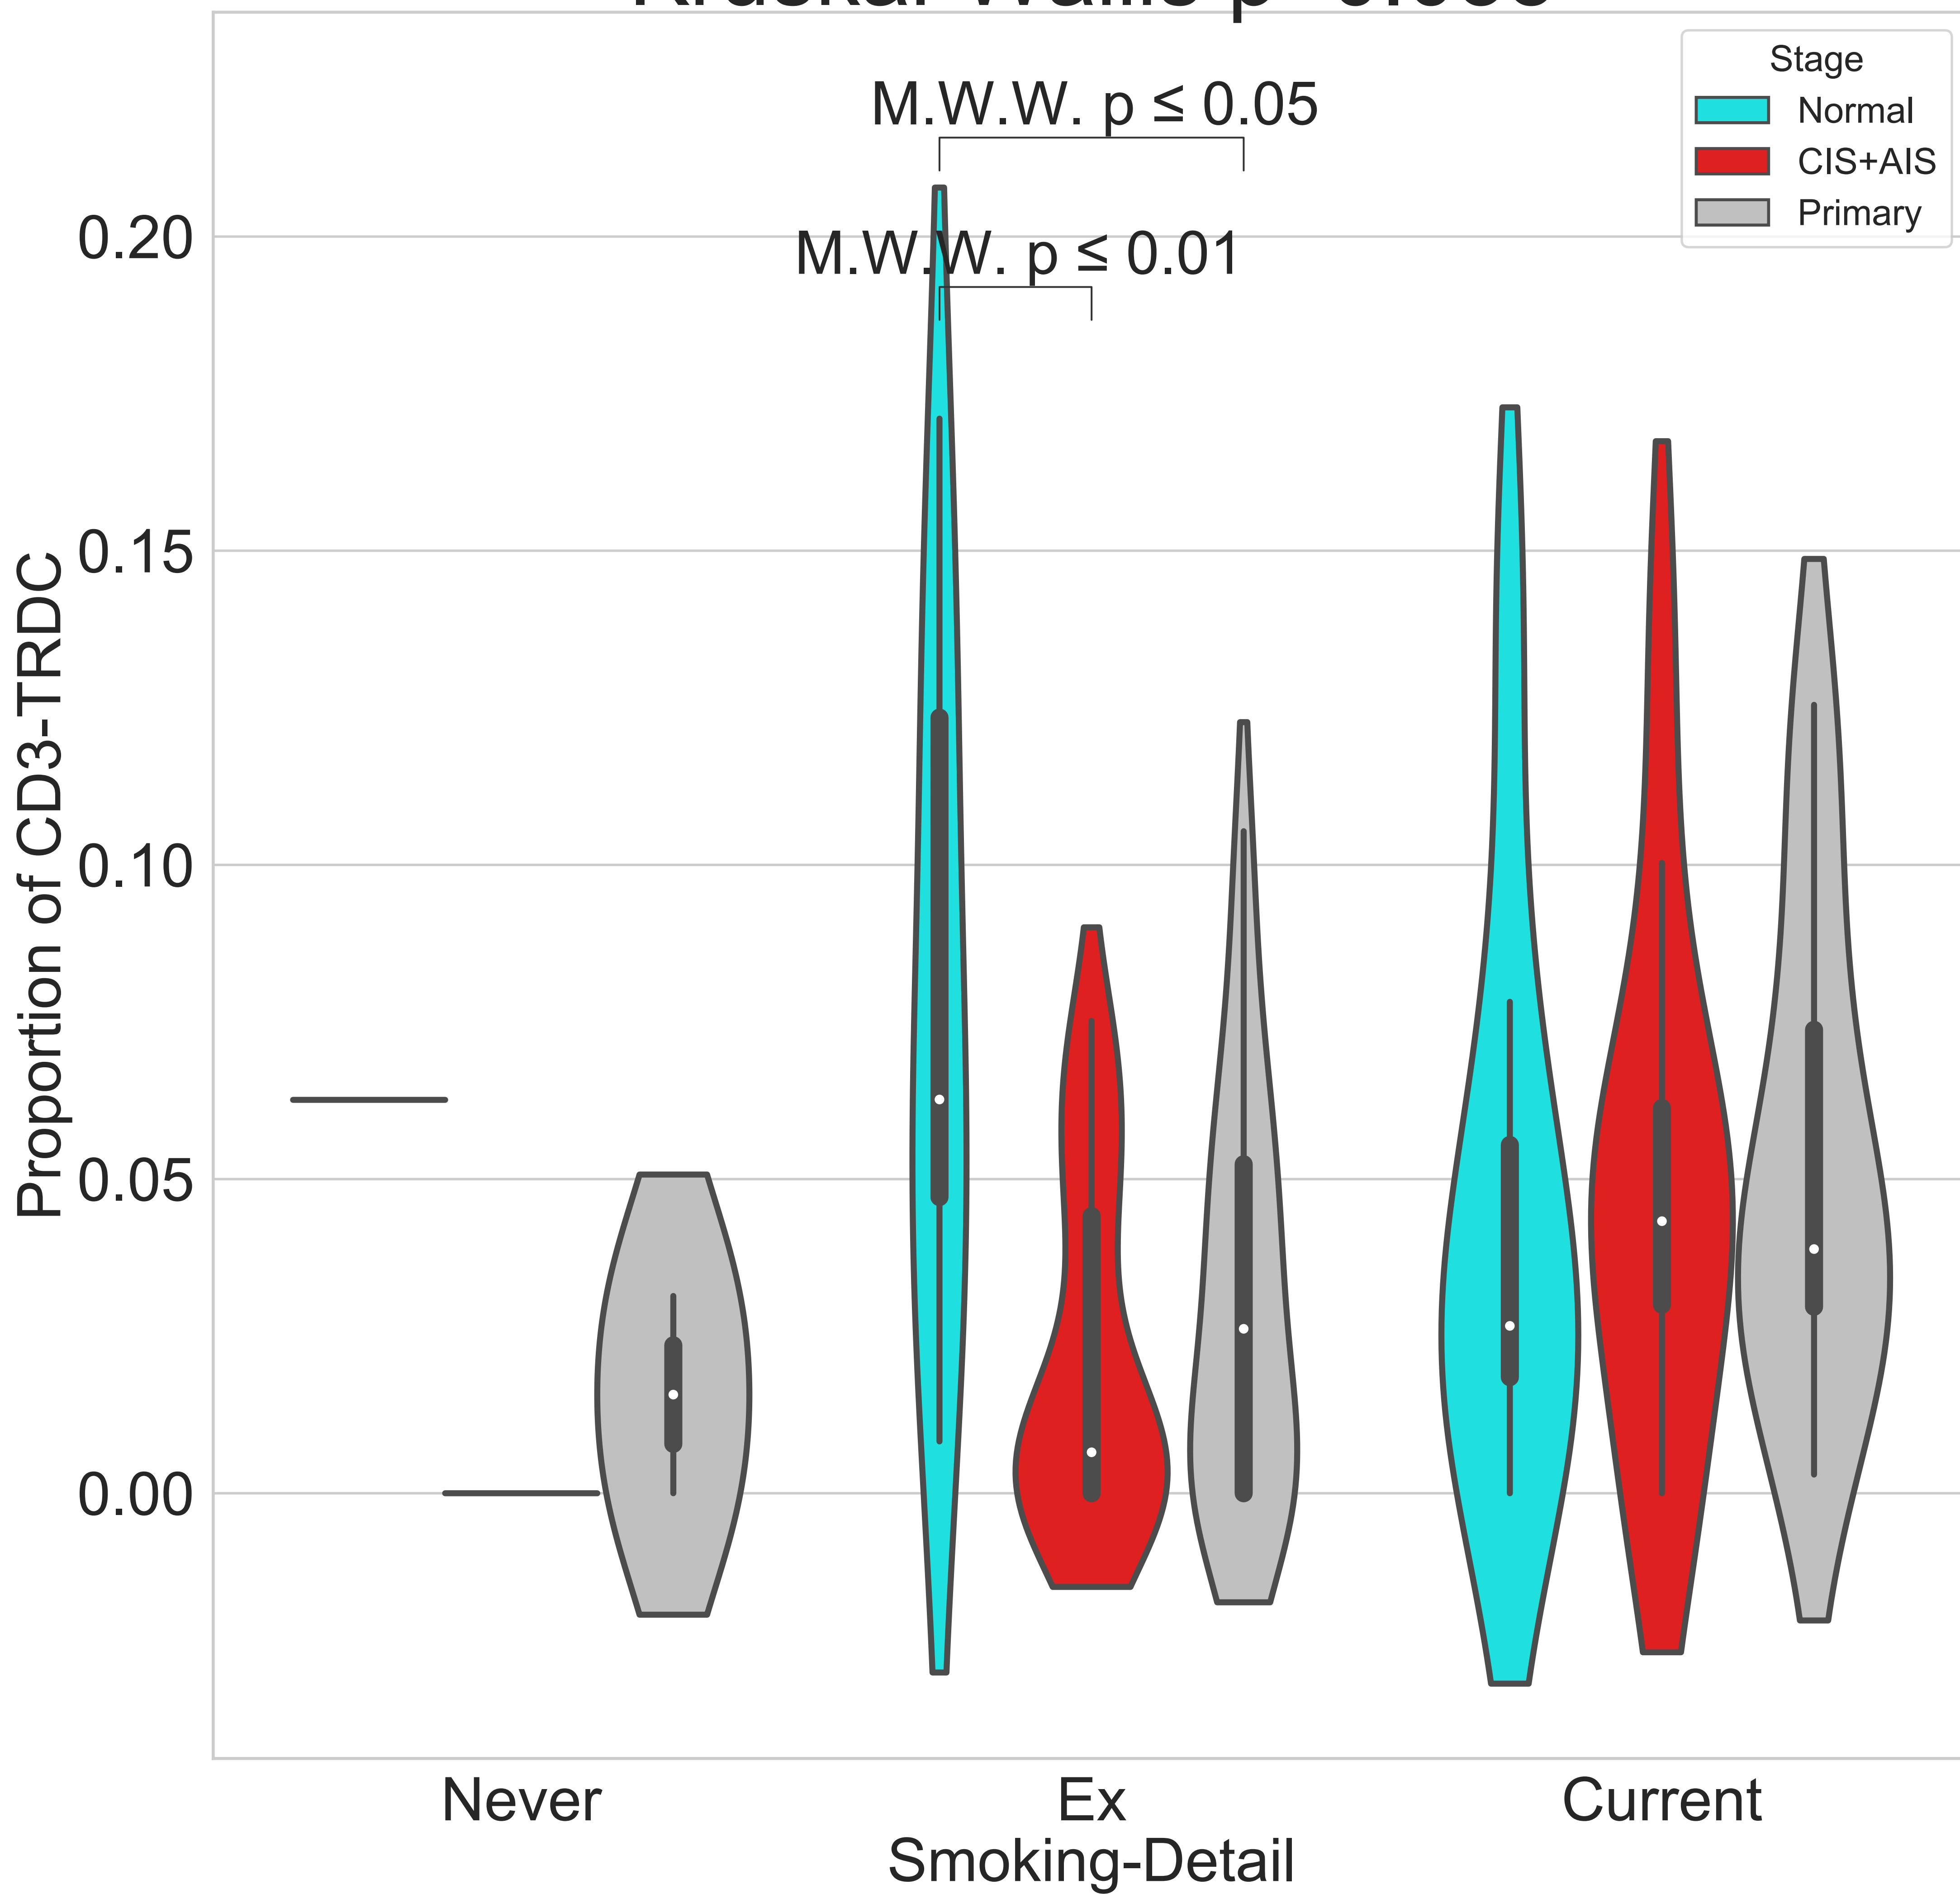 Stage
Normal
CIS+AIS
Primary
M.W.W. p ≤ 0.05
M.W.W. p ≤ 0.01
Proportion of CD3-TRDC
0.20
0.15
0.10
0.05
0.00
Never
Ex
Current
Smoking-Detail